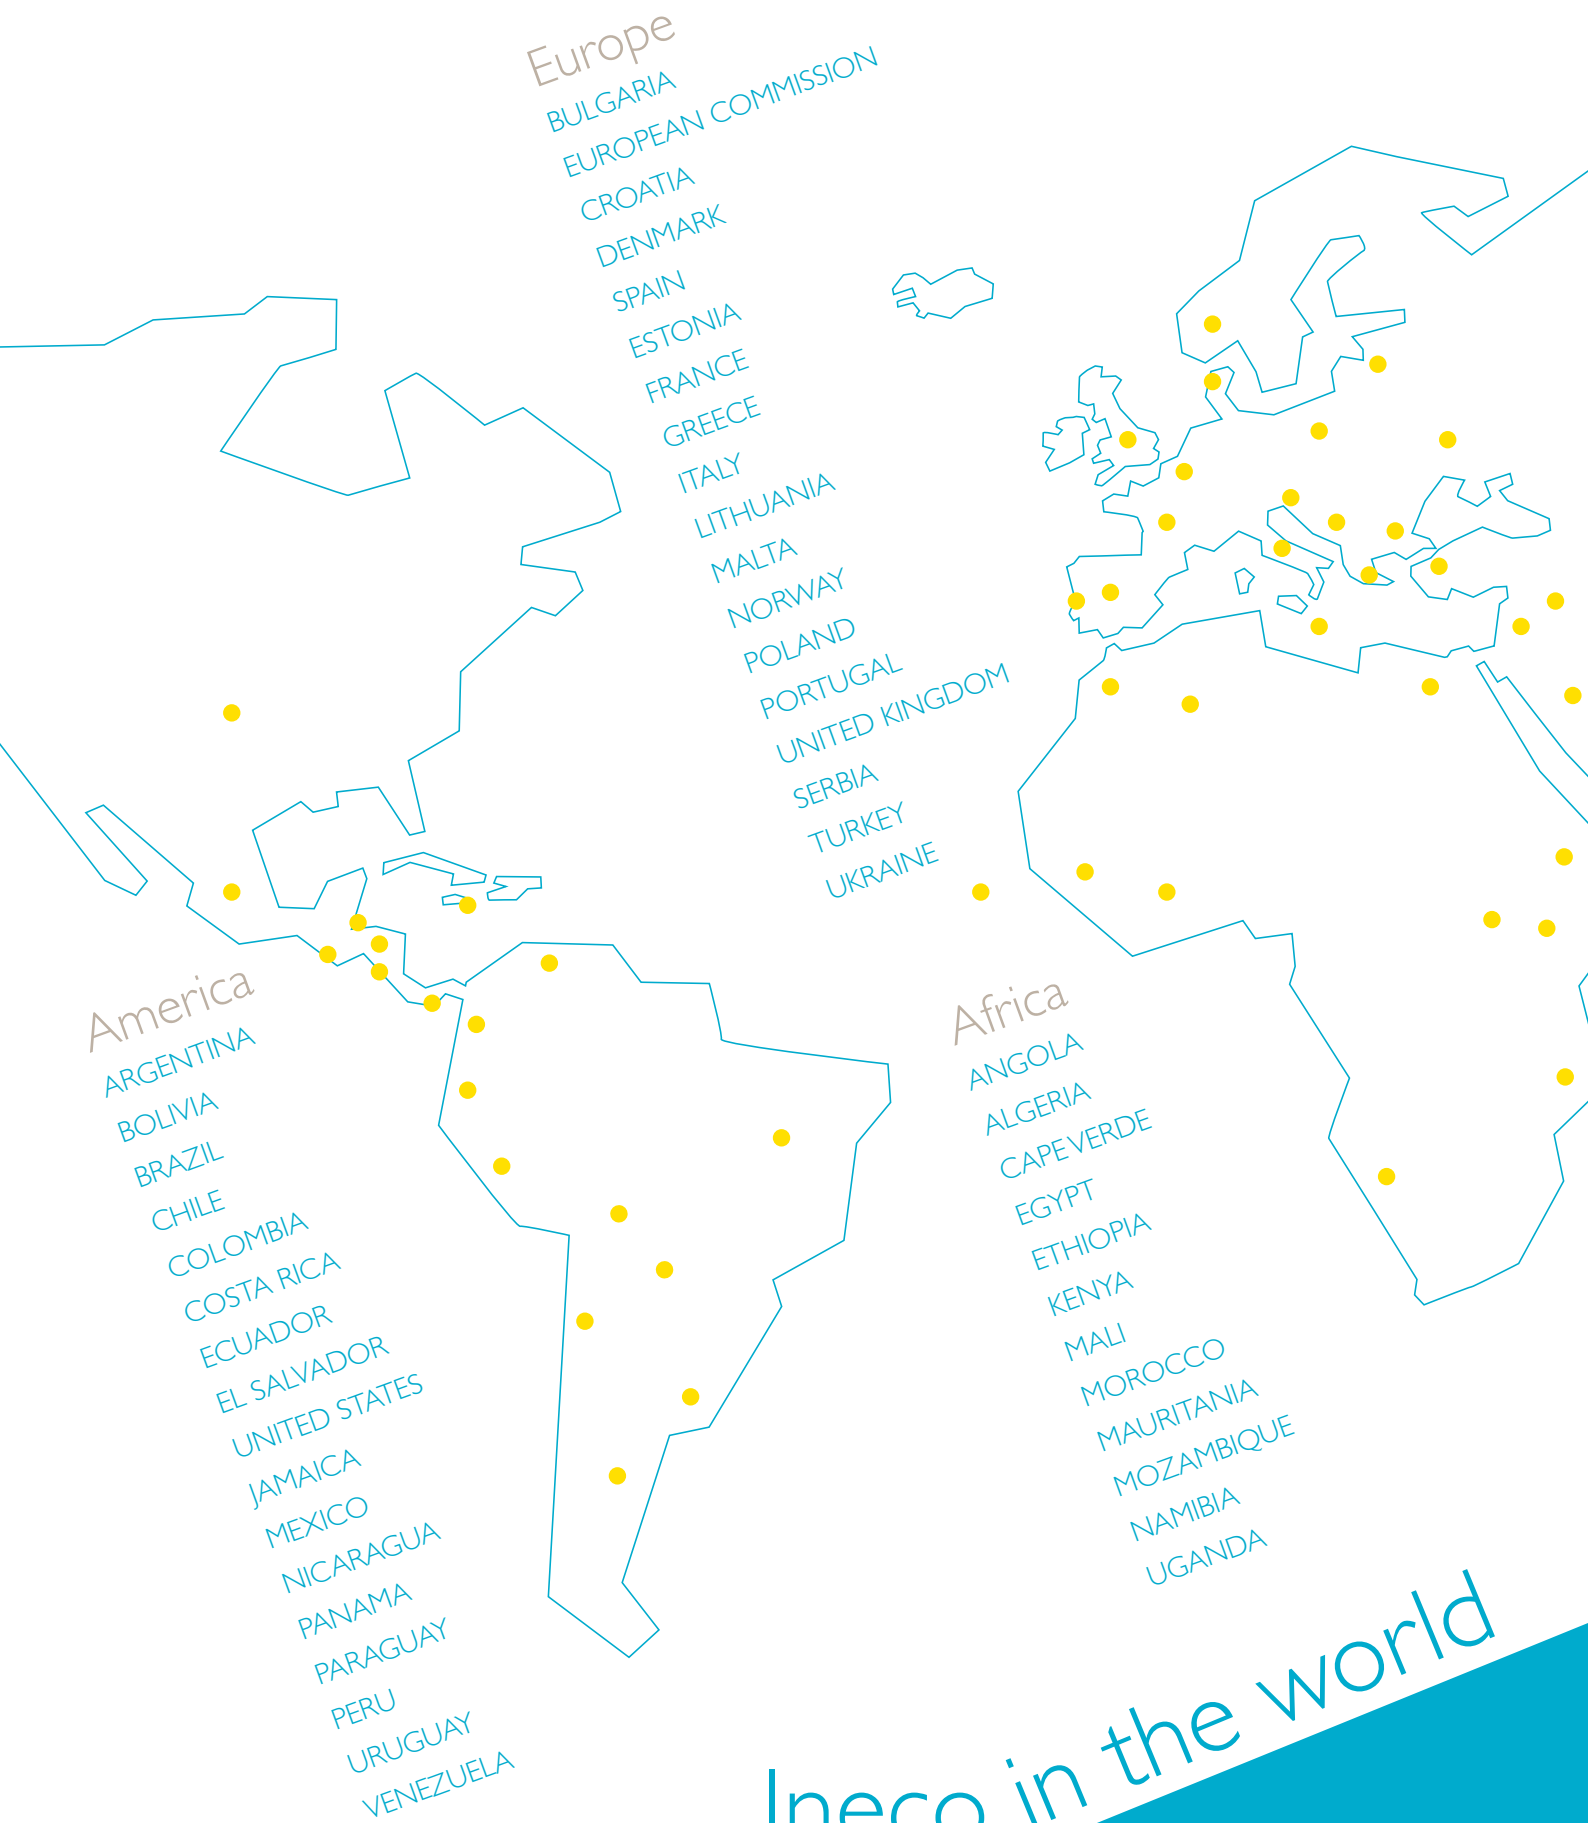 Europe
BULGARIA
EUROPEAN COMMISSION
CROATIA
DENMARK
SPAIN
ESTONIA
FRANCE
GREECE
ITALY
LITHUANIA
MALTA
NORWAY
POLAND
PORTUGAL
UNITED KINGDOM
SERBIA
TURKEY
UKRAINE
America
ARGENTINA
BOLIVIA
BRAZIL
CHILE
COLOMBIA
COSTA RICA
ECUADOR
EL SALVADOR
UNITED STATES
JAMAICA
MEXICO
NICARAGUA
PANAMA
PARAGUAY
PERU
URUGUAY
VENEZUELA
Africa
ANGOLA
ALGERIA
CAPE VERDE
EGYPT
ETHIOPIA
KENYA
MALI
MOROCCO
MAURITANIA
MOZAMBIQUE
NAMIBIA
UGANDA
Ineco in the world